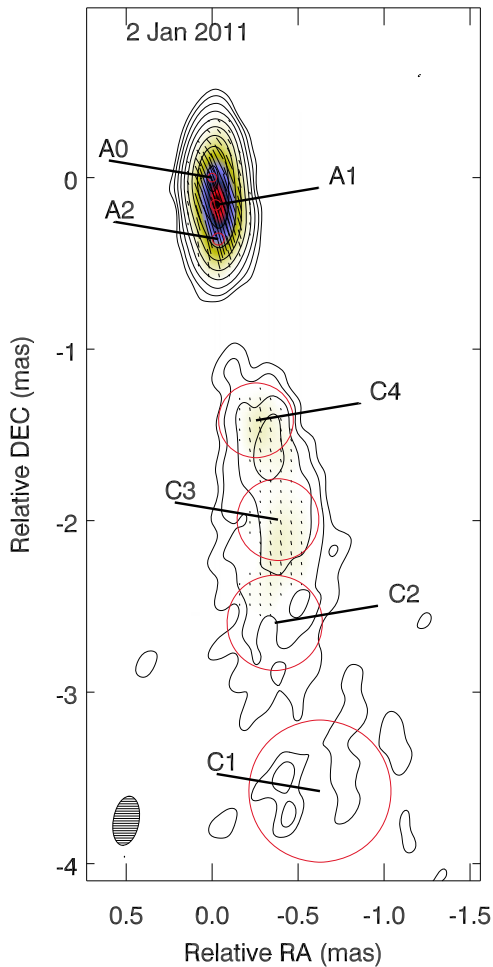 2 Jan 2011
A0
A1
A2
C4
C3
C2
C1
0
-1
-2
-3
-4
Relative DEC (mas)
0.5 0.0 -0.5 -1.0 -1.5
Relative RA (mas)